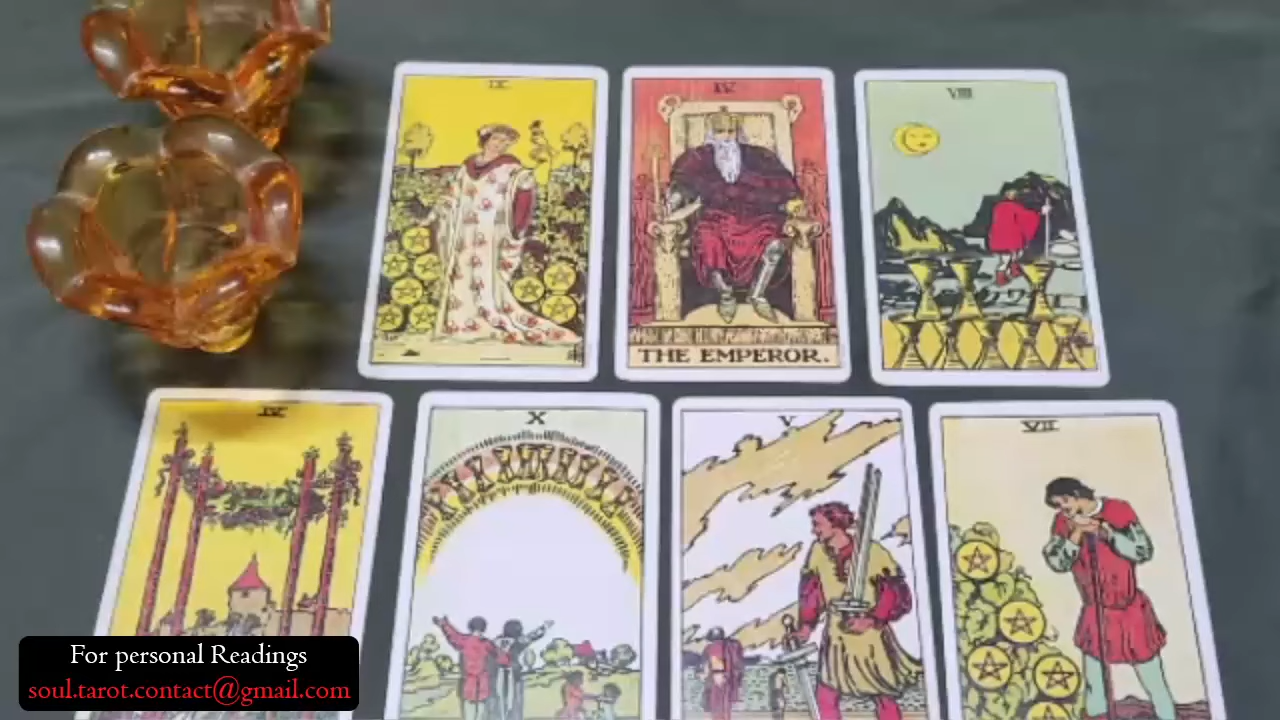 IX
IV
VIII
THE EMPEROR.
IV
X
V
VII
For personal Readings
soul.tarot.contact@gmail.com